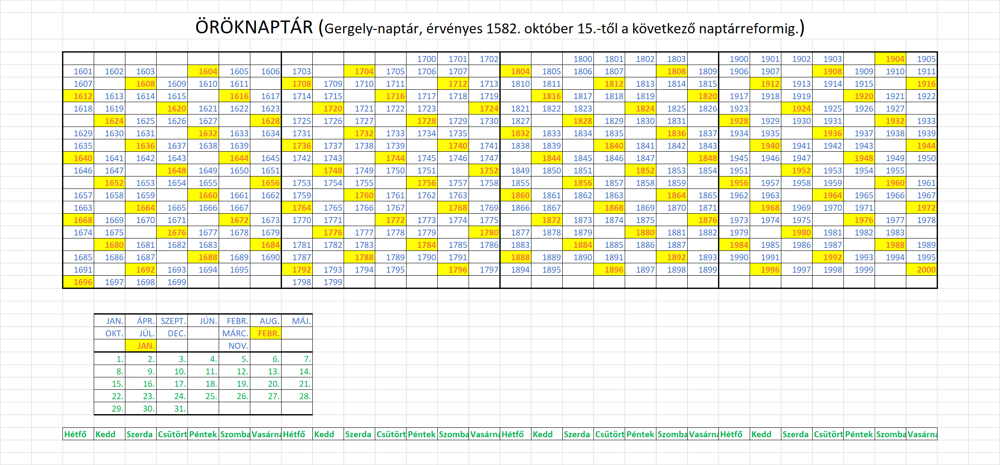 ÖRÖKNAPTÁR (Gergely-naptár, érvényes 1582. október 15.-től a következő naptárreformig.)
1700 1701 1702 1800 1801 1802 1803 1900 1901 1902 1903 1904 1905
1601 1602 1603 1604 1605 1606 1703 1704 1705 1706 1707 1804 1805 1806 1807 1808 1809 1906 1907 1908 1909 1910 1911
1607 1608 1609 1610 1611 1708 1709 1710 1711 1712 1713 1810 1811 1812 1813 1814 1815 1912 1913 1914 1915 1916
1612 1613 1614 1615 1616 1617 1714 1715 1716 1717 1718 1719 1816 1817 1818 1819 1820 1917 1918 1919 1920 1921 1922
1618 1619 1620 1621 1622 1623 1720 1721 1722 1723 1724 1821 1822 1823 1824 1825 1826 1923 1924 1925 1926 1927
1624 1625 1626 1627 1628 1725 1726 1727 1728 1729 1730 1827 1828 1829 1830 1831 1928 1929 1930 1931 1932 1933
1629 1630 1631 1632 1633 1634 1731 1732 1733 1734 1735 1832 1833 1834 1835 1836 1837 1934 1935 1936 1937 1938 1939
1635 1636 1637 1638 1639 1736 1737 1738 1739 1740 1741 1838 1839 1840 1841 1842 1843 1940 1941 1942 1943 1944
1640 1641 1642 1643 1644 1645 1742 1743 1744 1745 1746 1747 1844 1845 1846 1847 1848 1945 1946 1947 1948 1949 1950
1646 1647 1648 1649 1650 1651 1748 1749 1750 1751 1752 1849 1850 1851 1852 1853 1854 1951 1952 1953 1954 1955
1652 1653 1654 1655 1656 1753 1754 1755 1756 1757 1758 1855 1856 1857 1858 1859 1956 1957 1958 1959 1960 1961
1657 1658 1659 1660 1661 1662 1759 1760 1761 1762 1763 1860 1861 1862 1863 1864 1865 1962 1963 1964 1965 1966 1967
1663 1664 1665 1666 1667 1764 1765 1766 1767 1768 1769 1866 1867 1868 1869 1870 1871 1968 1969 1970 1971 1972
1668 1669 1670 1671 1672 1673 1770 1771 1772 1773 1774 1775 1872 1873 1874 1875 1876 1973 1974 1975 1976 1977 1978
1674 1675 1676 1677 1678 1679 1776 1777 1778 1779 1780 1877 1878 1879 1880 1881 1882 1979 1980 1981 1982 1983
1680 1681 1682 1683 1684 1781 1782 1783 1784 1785 1786 1883 1884 1885 1886 1887 1984 1985 1986 1987 1988 1989
1685 1686 1687 1688 1689 1690 1787 1788 1789 1790 1791 1888 1889 1890 1891 1892 1893 1990 1991 1992 1993 1994 1995
1691 1692 1693 1694 1695 1792 1793 1794 1795 1796 1797 1894 1895 1896 1897 1898 1899 1996 1997 1998 1999 2000
1696 1697 1698 1699 1798 1799
JAN. ÁPR. SZEPT. JÚN. FEBR. AUG. MÁJ.
OKT. JÚL. DEC. MÁRC. FEBR.
JAN. NOV.
1. 2. 3. 4. 5. 6. 7.
8. 9. 10. 11. 12. 13. 14.
15. 16. 17. 18. 19. 20. 21.
22. 23. 24. 25. 26. 27. 28.
29. 30. 31.
Hétfő Kedd Szerda Csütört Péntek Szomba Vasárna Hétfő Kedd Szerda Csütört Péntek Szomba Vasárna Hétfő Kedd Szerda Csütört Péntek Szomba Vasárna Hétfő Kedd Szerda Csütört Péntek Szomba Vasárna